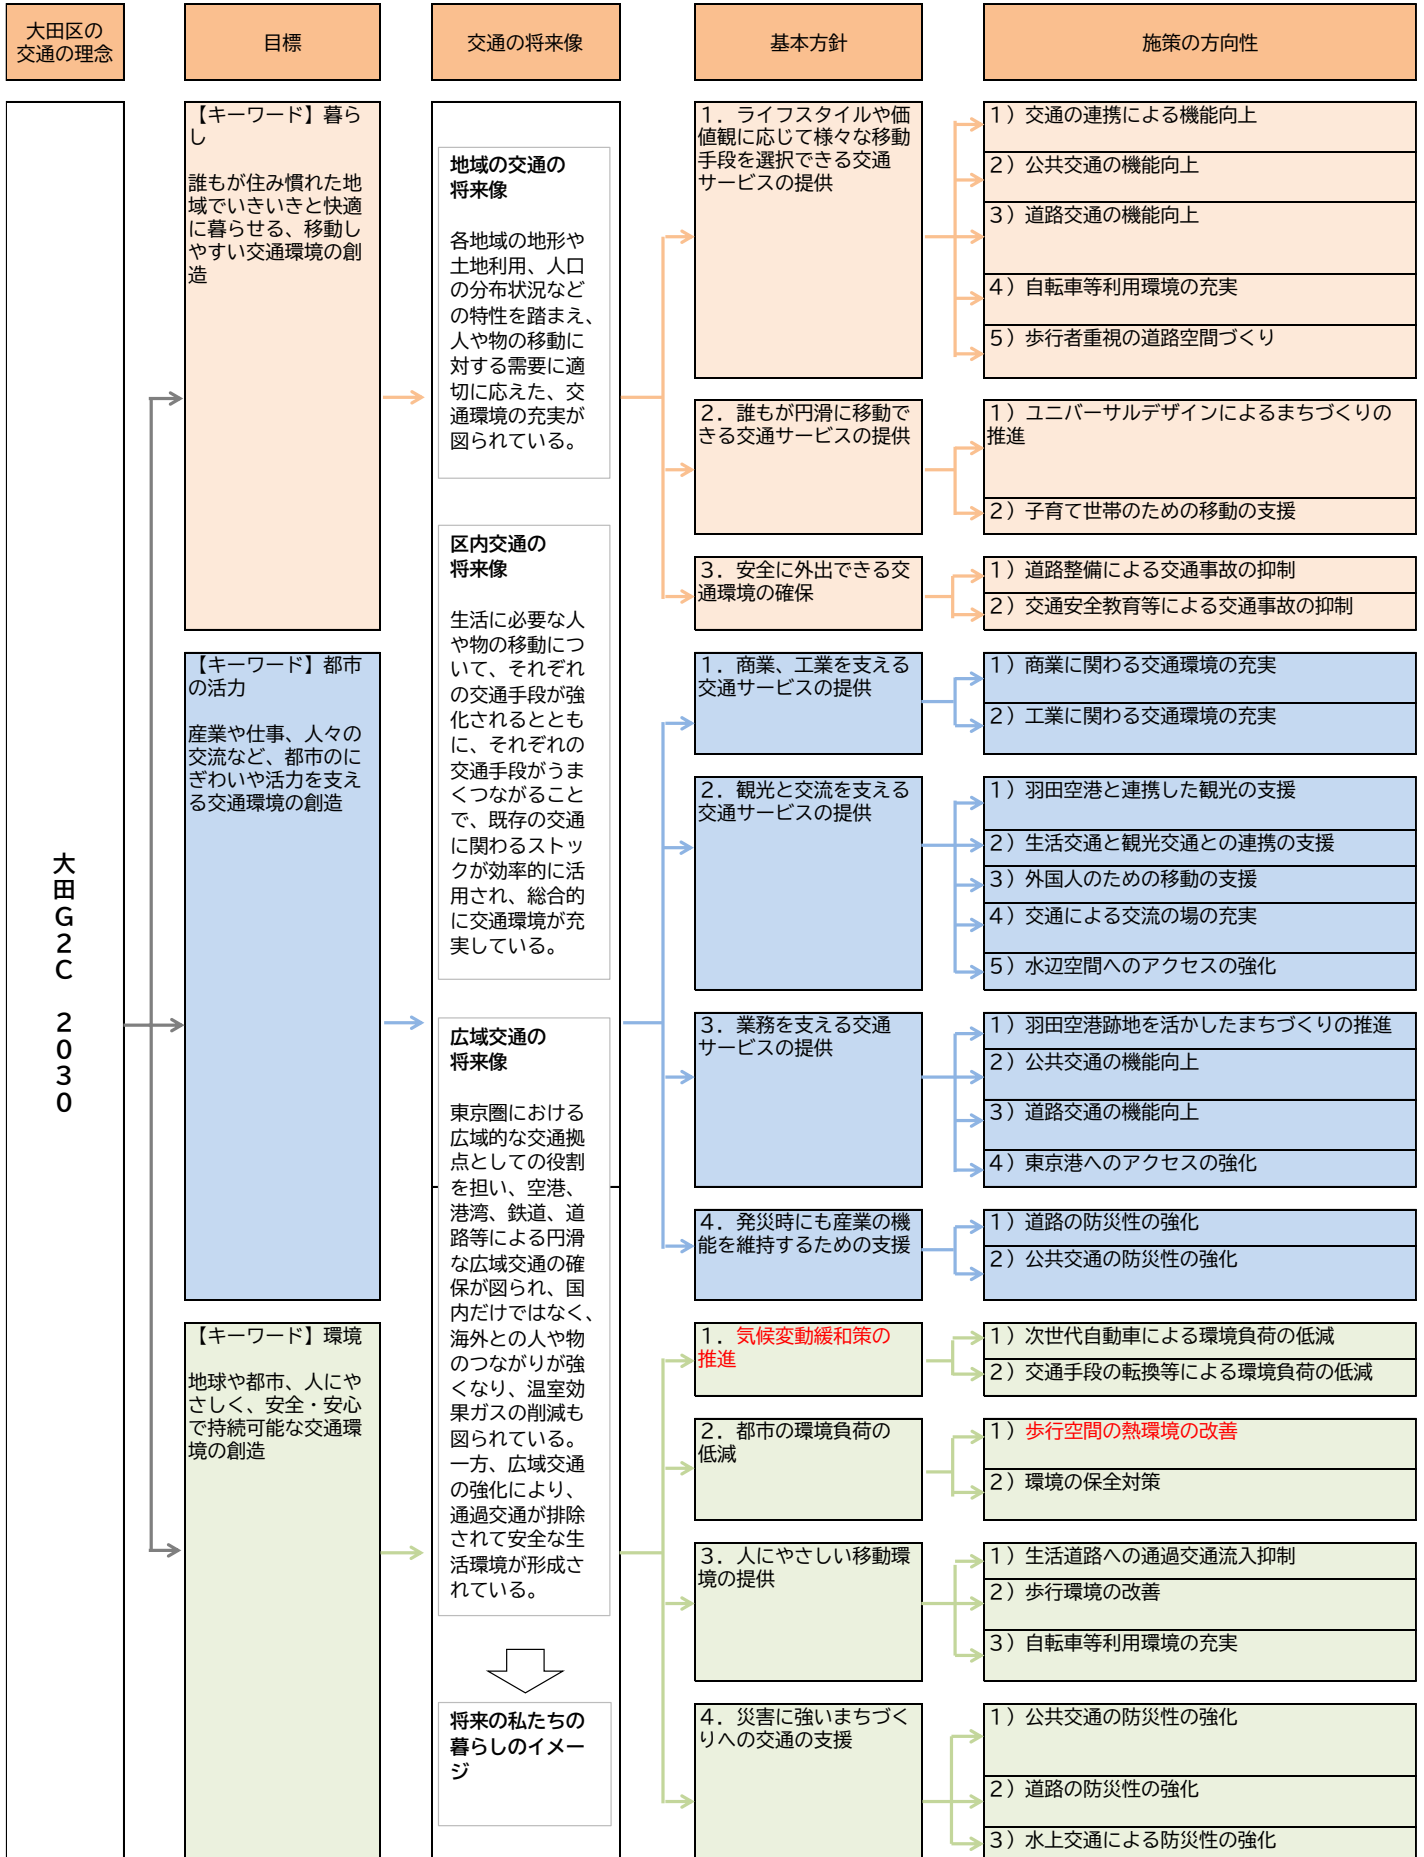 大田区の
交通の理念
目標
交通の将来像
基本方針
施策の方向性
大田G2C 2030
【キーワード】暮ら
し
誰もが住み慣れた地
域でいきいきと快適
に暮らせる、移動し
やすい交通環境の創
造
【キーワード】都市
の活力
産業や仕事、人々の
交流など、都市のに
ぎわいや活力を支え
る交通環境の創造
【キーワード】環境
地球や都市、人にや
さしく、安全・安心
で持続可能な交通環
境の創造
地域の交通の
将来像
各地域の地形や
土地利用、人口
の分布状況など
の特性を踏まえ、
人や物の移動に
対する需要に適
切に応えた、交
通環境の充実が
図られている。
区内交通の
将来像
生活に必要な人
や物の移動につ
いて、それぞれ
の交通手段が強
化されるととも
に、それぞれの
交通手段がうま
くつながること
で、既存の交通
に関わるストッ
クが効率的に活
用され、総合的
に交通環境が充
実している。
広域交通の
将来像
東京圏における
広域的な交通拠
点としての役割
を担い、空港、
港湾、鉄道、道
路等による円滑
な広域交通の確
保が図られ、国
内だけではなく、
海外との人や物
のつながりが強
くなり、温室効
果ガスの削減も
図られている。
一方、広域交通
の強化により、
通過交通が排除
されて安全な生
活環境が形成さ
れている。
将来の私たちの
暮らしのイメー
ジ
1．ライフスタイルや価
値観に応じて様々な移動
手段を選択できる交通
サービスの提供
1）交通の連携による機能向上
2）公共交通の機能向上
3）道路交通の機能向上
4）自転車等利用環境の充実
5）歩行者重視の道路空間づくり
2．誰もが円滑に移動で
きる交通サービスの提供
1）ユニバーサルデザインによるまちづくりの
推進
2）子育て世帯のための移動の支援
3．安全に外出できる交
通環境の確保
1）道路整備による交通事故の抑制
2）交通安全教育等による交通事故の抑制
1．商業、工業を支える
交通サービスの提供
1）商業に関わる交通環境の充実
2）工業に関わる交通環境の充実
2．観光と交流を支える
交通サービスの提供
1）羽田空港と連携した観光の支援
2）生活交通と観光交通との連携の支援
3）外国人のための移動の支援
4）交通による交流の場の充実
5）水辺空間へのアクセスの強化
3．業務を支える交通
サービスの提供
1）羽田空港跡地を活かしたまちづくりの推進
2）公共交通の機能向上
3）道路交通の機能向上
4）東京港へのアクセスの強化
4．発災時にも産業の機
能を維持するための支援
1）道路の防災性の強化
2）公共交通の防災性の強化
1．気候変動緩和策の
推進
1）次世代自動車による環境負荷の低減
2）交通手段の転換等による環境負荷の低減
2．都市の環境負荷の
低減
1）歩行空間の熱環境の改善
2）環境の保全対策
3．人にやさしい移動環
境の提供
1）生活道路への通過交通流入抑制
2）歩行環境の改善
3）自転車等利用環境の充実
4．災害に強いまちづく
りへの交通の支援
1）公共交通の防災性の強化
2）道路の防災性の強化
3）水上交通による防災性の強化